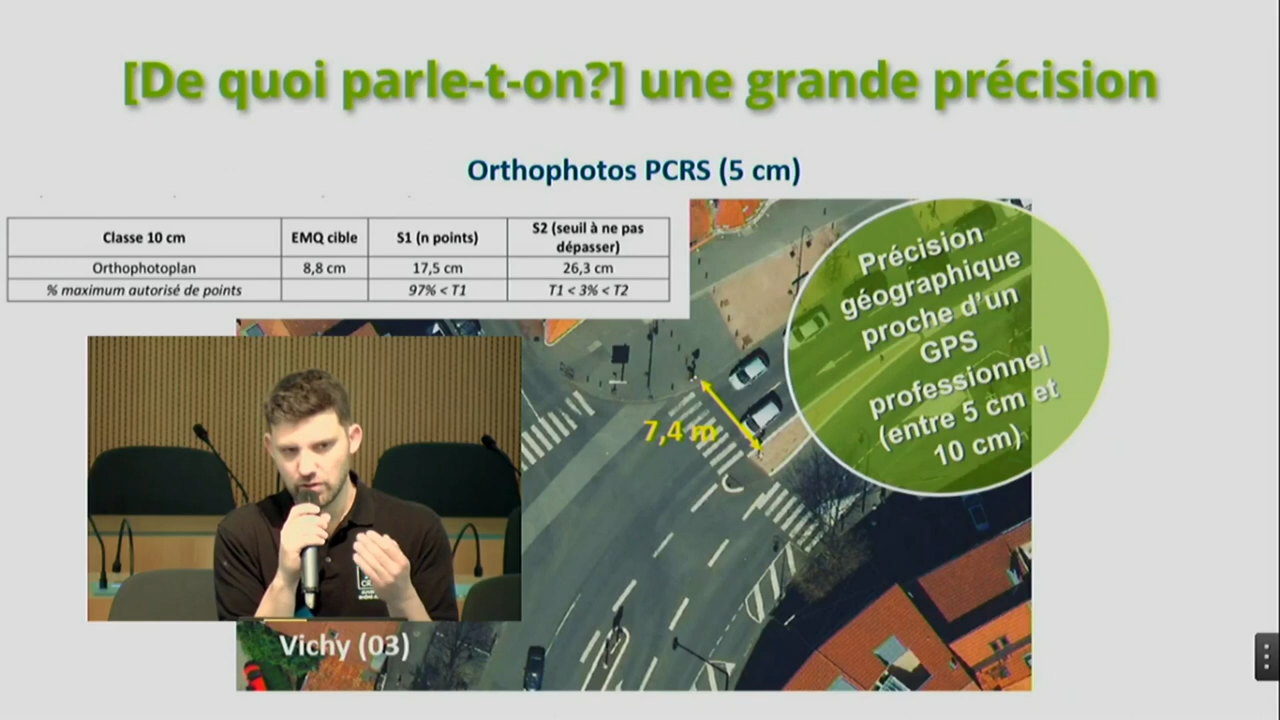 [De quoi parle-t-on?] une grande précision
Orthophotos PCRS (5 cm)
Classe 10 cm EMQ cible S1 (n points) S2 (seuil à ne pas dépasser)
Orthophotoplan 8,8 cm 17,5 cm 26,3 cm
% maximum autorisé de points 97% < T1 T1 < 3% < T2
Précision
géographique
proche d'un
GPS
professionnel
(entre 5 cm et
10 cm)
7,4 m
Vichy (03)